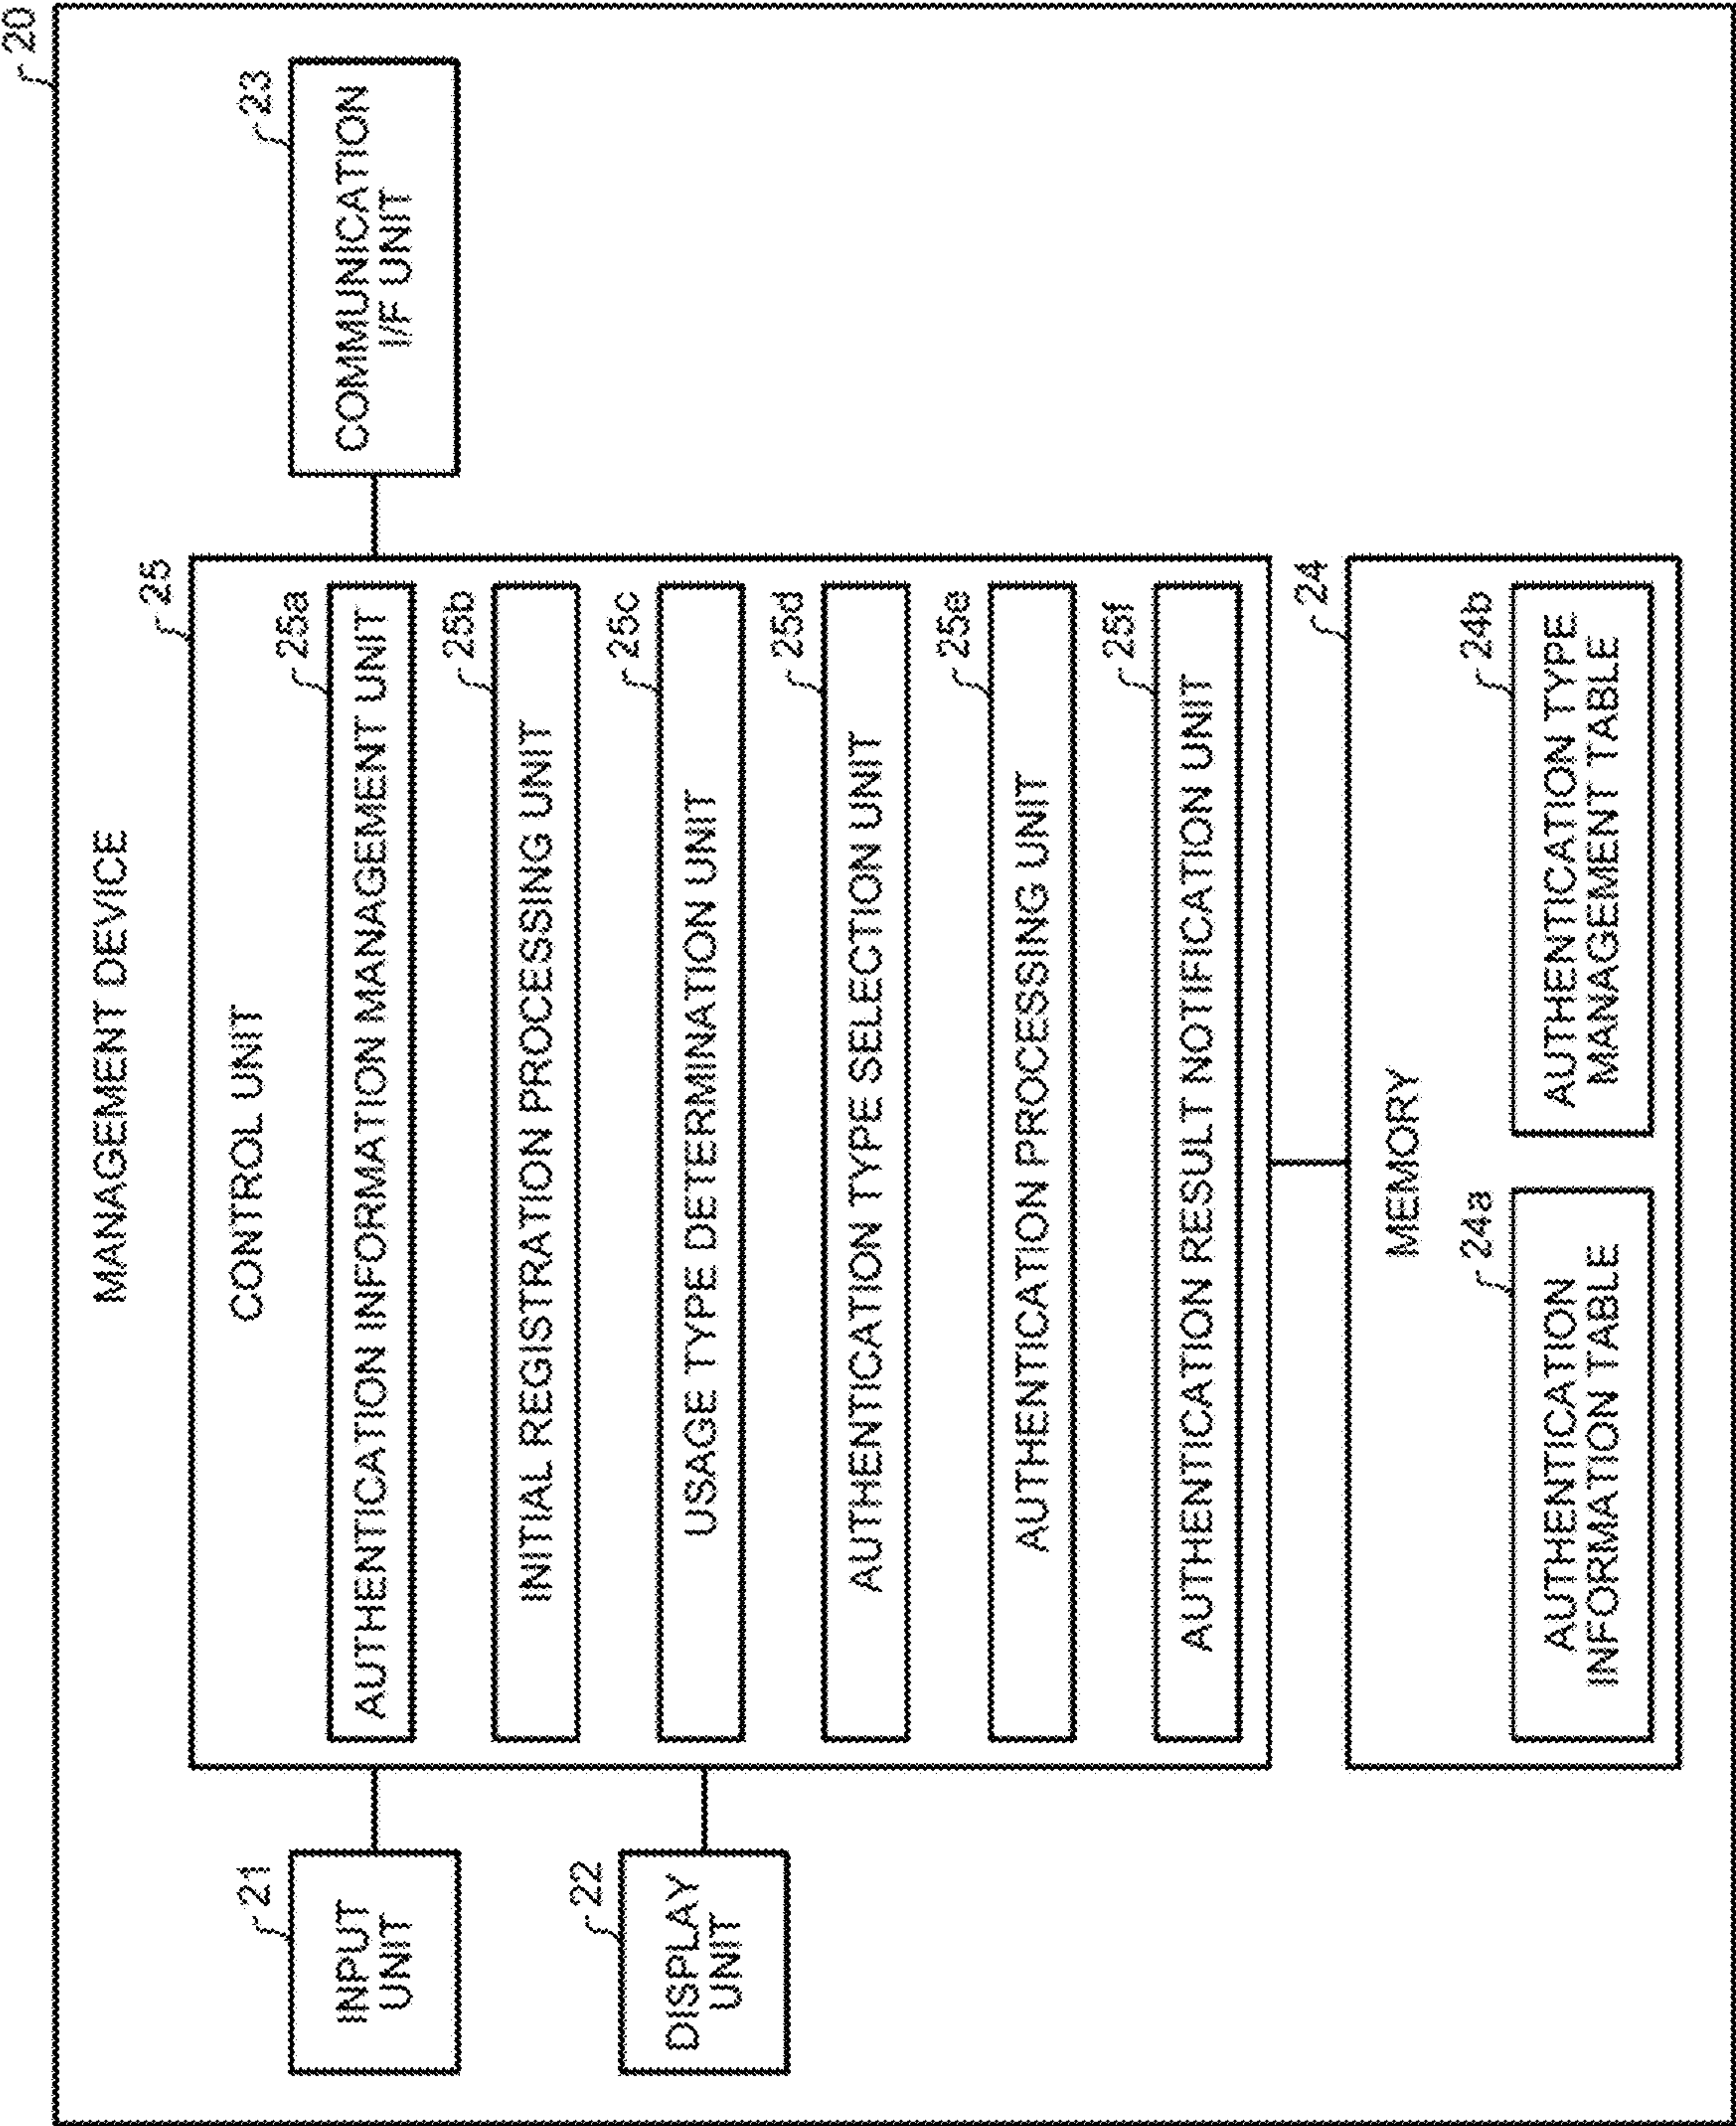 20
MANAGEMENT DEVICE
21
INPUT
UNIT
22
DISPLAY
UNIT
25
CONTROL UNIT
25a
AUTHENTICATION INFORMATION MANAGEMENT UNIT
25b
INITIAL REGISTRATION PROCESSING UNIT
25c
USAGE TYPE DETERMINATION UNIT
25d
AUTHENTICATION TYPE SELECTION UNIT
25e
AUTHENTICATION PROCESSING UNIT
25f
AUTHENTICATION RESULT NOTIFICATION UNIT
23
COMMUNICATION
I/F UNIT
24
MEMORY
24a
AUTHENTICATION
INFORMATION TABLE
24b
AUTHENTICATION TYPE
MANAGEMENT TABLE